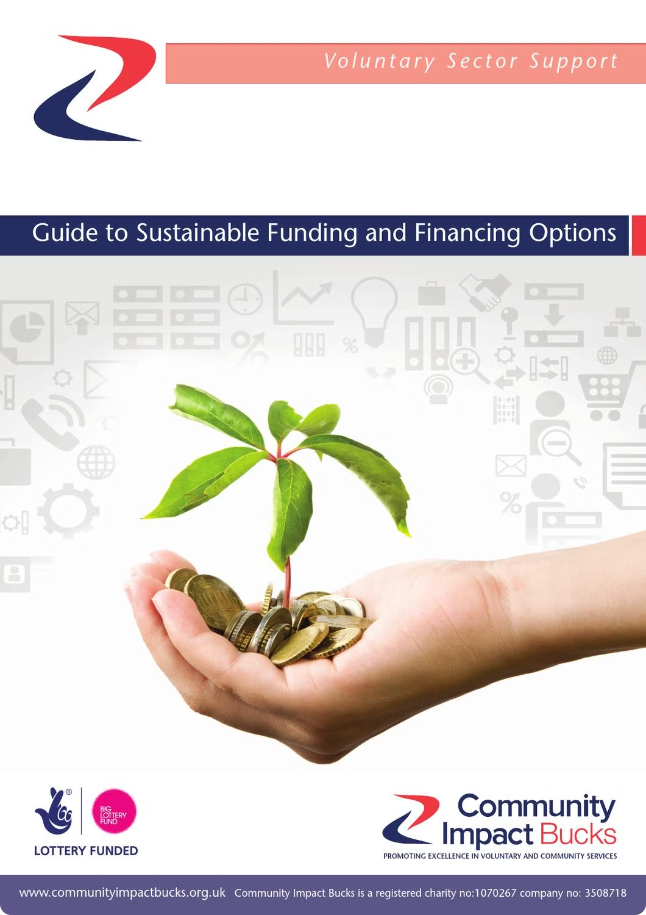 Voluntary Sector Support
Guide to Sustainable Funding and Financing Options
BIG
LOTTERY
FUND
LOTTERY FUNDED
Community
Impact Bucks
PROMOTING EXCELLENCE IN VOLUNTARY AND COMMUNITY SERVICES
www.communityimpactbucks.org.uk Community Impact Bucks is a registered charity no:1070267 company no: 3508718